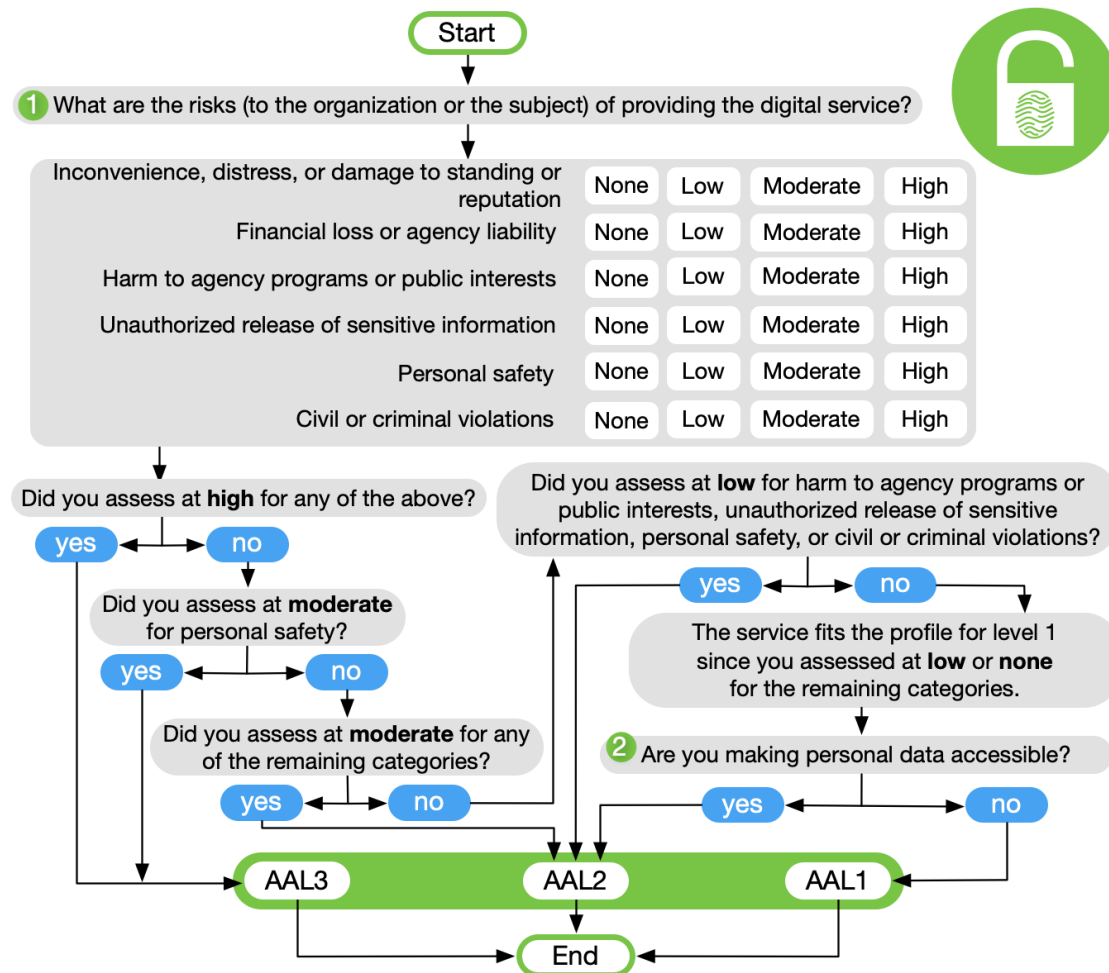 Start
1 What are the risks (to the organization or the subject) of providing the digital service?
Inconvenience, distress, or damage to standing or
reputation
None Low Moderate High
Financial loss or agency liability None Low Moderate High
Harm to agency programs or public interests None Low Moderate High
Unauthorized release of sensitive information None Low Moderate High
Personal safety None Low Moderate High
Civil or criminal violations None Low Moderate High
Did you assess at high for any of the above?
yes no
Did you assess at moderate
for personal safety?
yes no
Did you assess at moderate for any
of the remaining categories?
yes no
Did you assess at low for harm to agency programs or
public interests, unauthorized release of sensitive
information, personal safety, or civil or criminal violations?
yes no
The service fits the profile for level 1
since you assessed at low or none
for the remaining categories.
2 Are you making personal data accessible?
yes no
AAL3 AAL2 AAL1
End